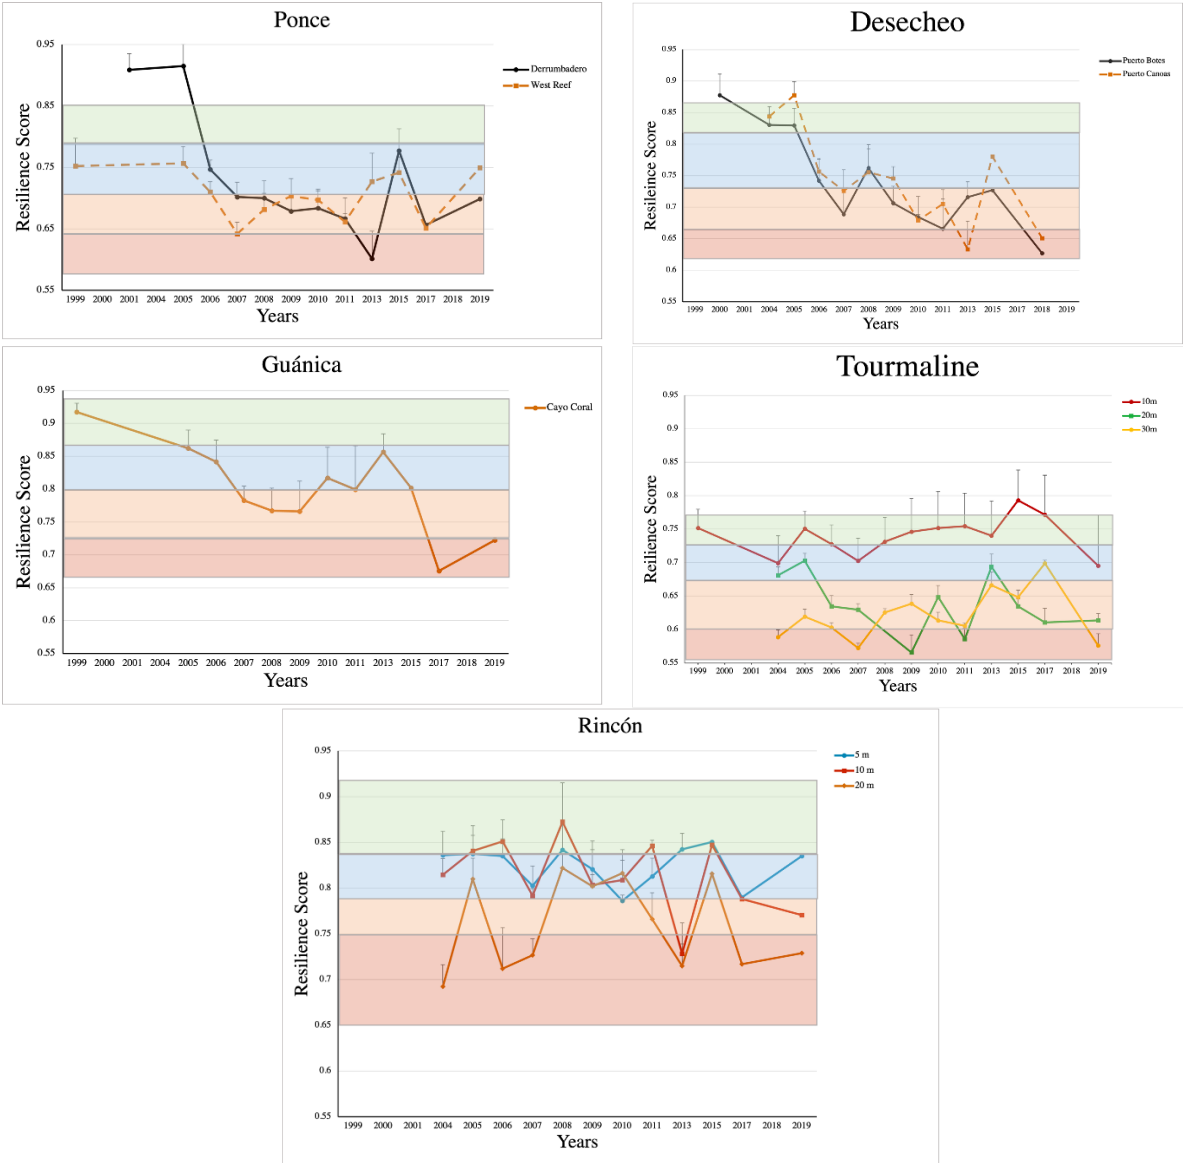 Ponce
Resilience Score
0.95
0.85
0.75
0.65
0.55
1999 2000 2001 2004 2005 2006 2007 2008 2009 2010 2011 2013 2015 2017 2018 2019
Years
Derrumbadero
West Reef
Desecheo
Resileince Score
0.95
0.9
0.85
0.8
0.75
0.7
0.65
0.6
0.55
1999 2000 2004 2005 2006 2007 2008 2009 2010 2011 2013 2015 2017 2018 2019
Years
Puerto Botes
Puerto Canoas
Guánica
Resilience Score
0.95
0.9
0.85
0.8
0.75
0.7
0.65
0.6
0.55
1999 2000 2001 2005 2006 2007 2008 2009 2010 2011 2013 2015 2017 2018 2019
Years
Cayo Coral
Tourmaline
Reilience Score
0.95
0.9
0.85
0.8
0.75
0.7
0.65
0.6
0.55
1999 2000 2001 2004 2005 2006 2007 2008 2009 2010 2011 2013 2015 2017 2018 2019
Years
10m
20m
30m
Rincón
Resilience Score
0.95
0.9
0.85
0.8
0.75
0.7
0.65
0.6
0.55
1999 2000 2001 2004 2005 2006 2007 2008 2009 2010 2011 2013 2015 2017 2018 2019
Years
5 m
10 m
20 m